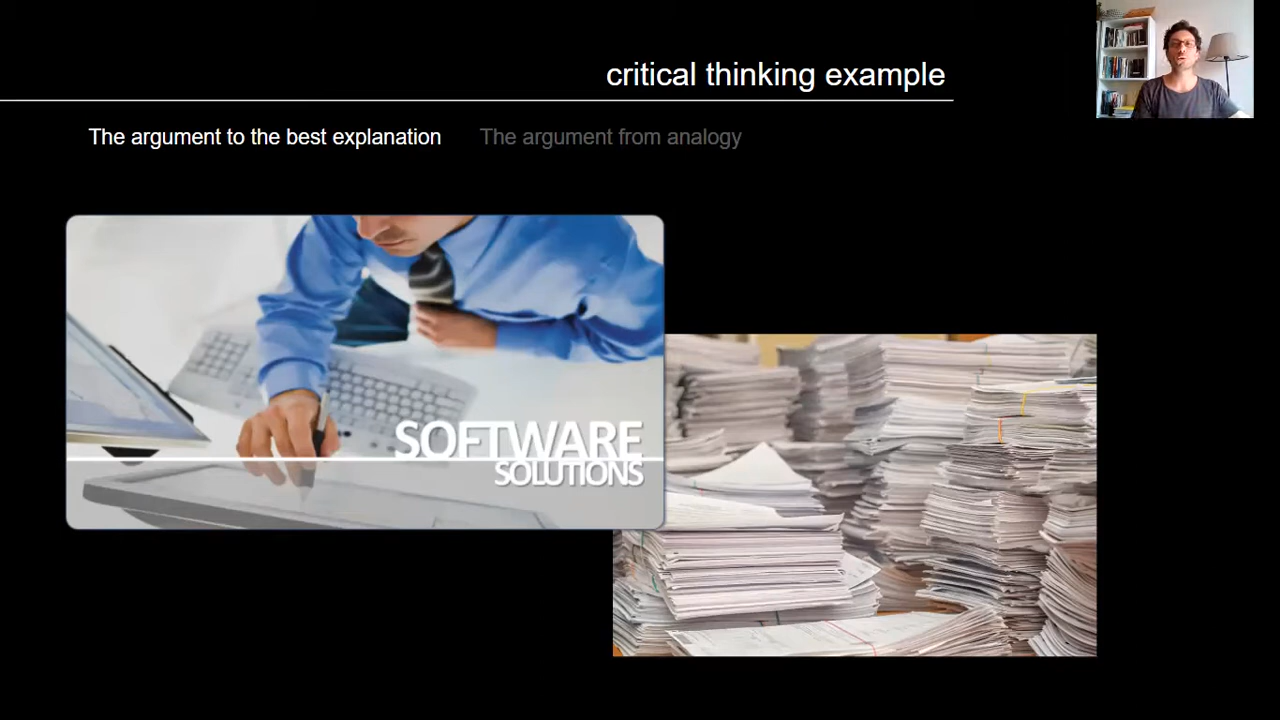 critical thinking example
The argument to the best explanation
The argument from analogy
SOFTWARE
SOLUTIONS